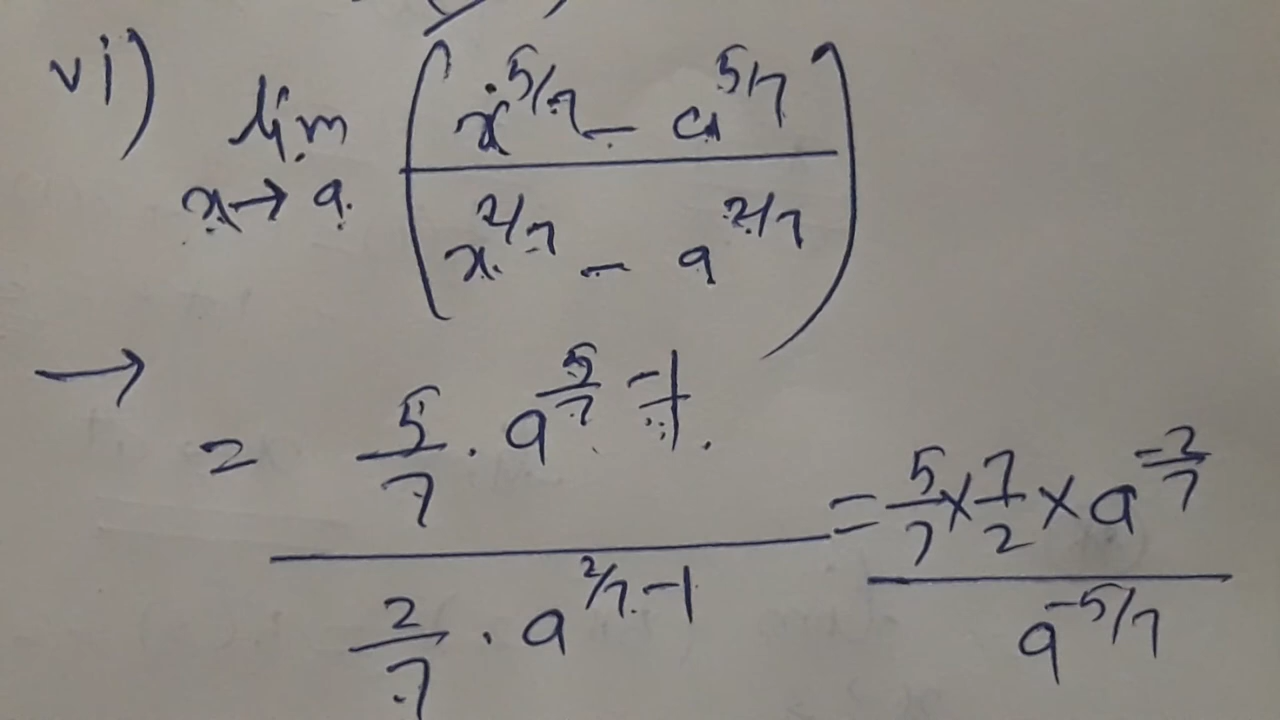 vi) lim x→a ( x^5/7 - a^5/7 / x^2/7 - a^2/7 )
→ = 5/7 . a^5/7 - 1 . / 2/7 . a^2/7 - 1 = 5/7 × 7/2 × a^-2/7 / a^-5/7